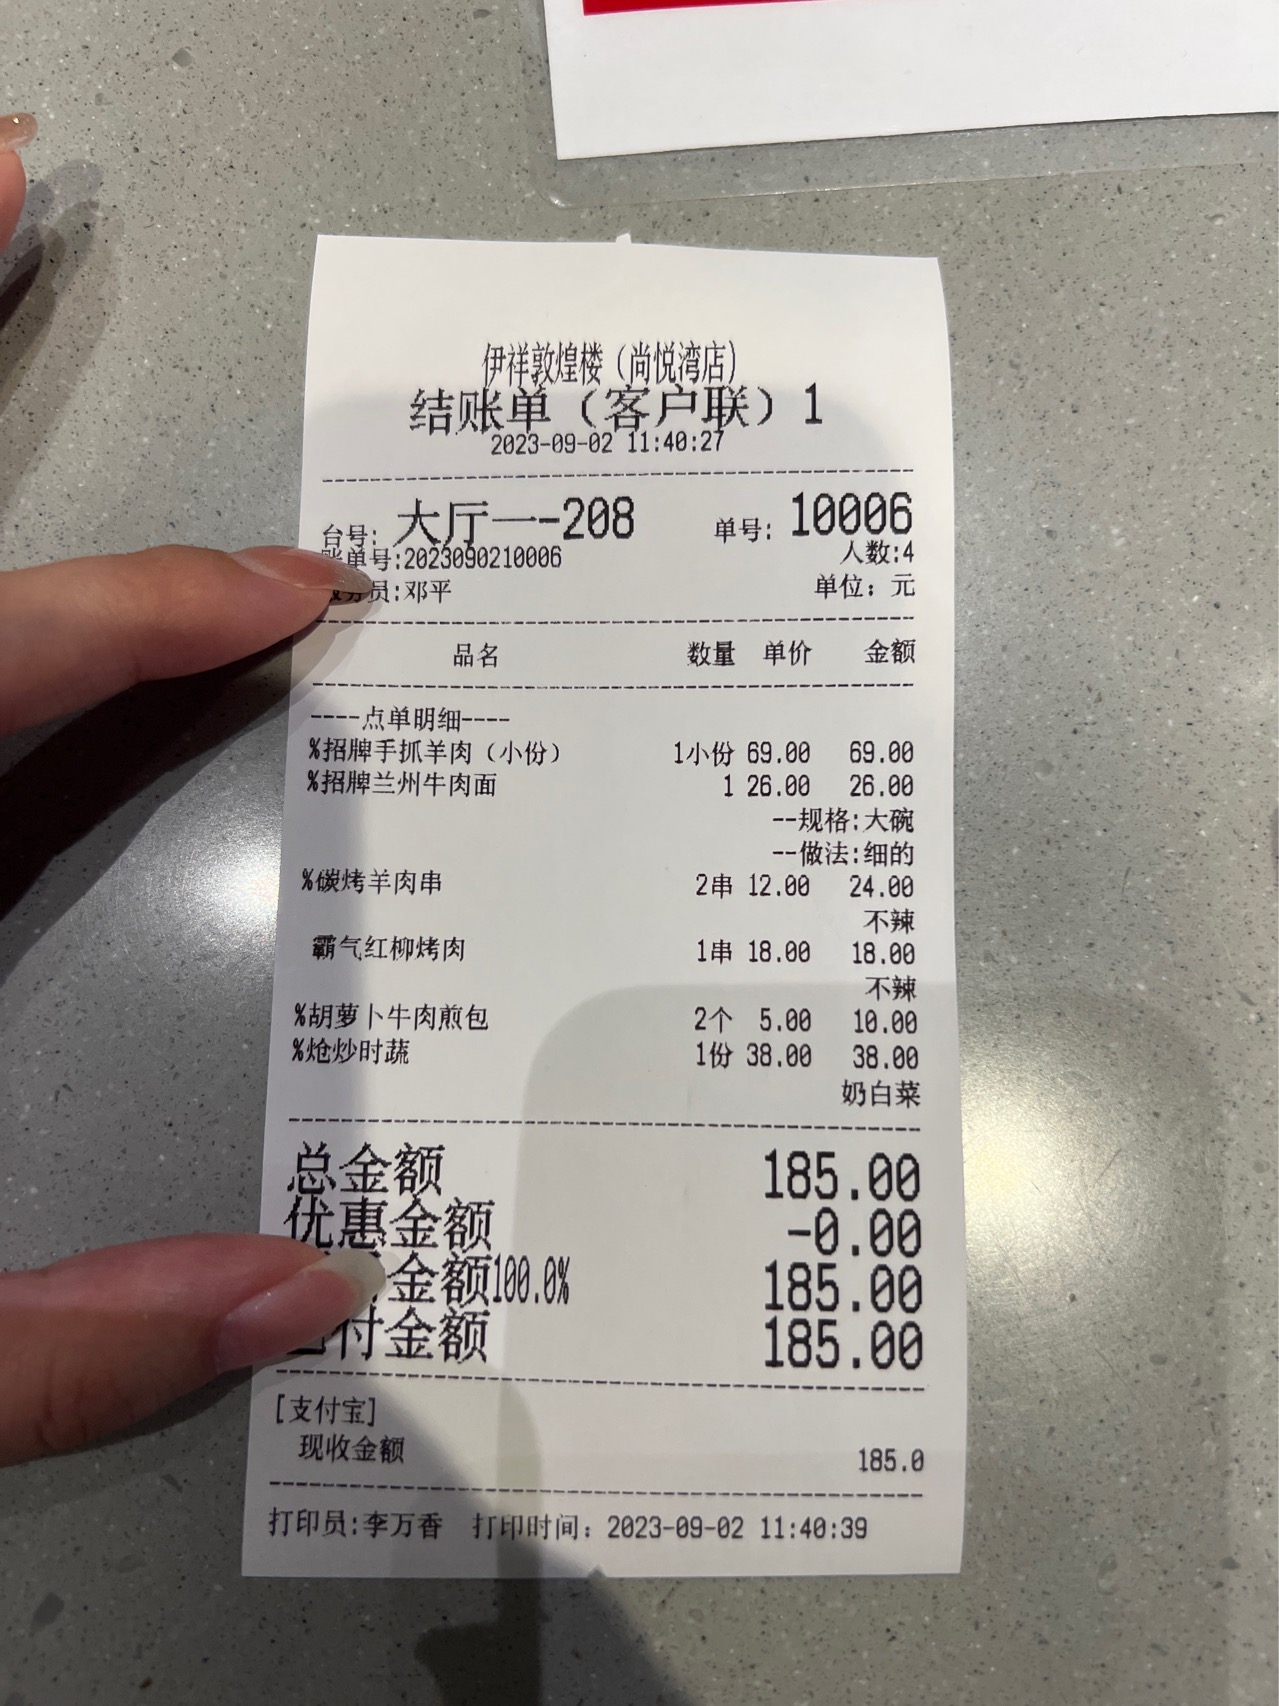 伊祥敦煌楼（尚悦湾店）
结账单（客户联）1
2023-09-02 11:40:27
台号: 大厅一-208 单号: 10006
账单号:2023090210006 人数:4
员:邓平 单位: 元
品名 数量 单价 金额
----点单明细----
%招牌手抓羊肉（小份） 1小份 69.00 69.00
%招牌兰州牛肉面 1 26.00 26.00
--规格:大碗
--做法:细的
%碳烤羊肉串 2串 12.00 24.00
不辣
霸气红柳烤肉 1串 18.00 18.00
不辣
%胡萝卜牛肉煎包 2个 5.00 10.00
%炝炒时蔬 1份 38.00 38.00
奶白菜
总金额 185.00
优惠金额 -0.00
金额100.0% 185.00
付金额 185.00
[支付宝]
现收金额 185.0
打印员:李万香 打印时间: 2023-09-02 11:40:39